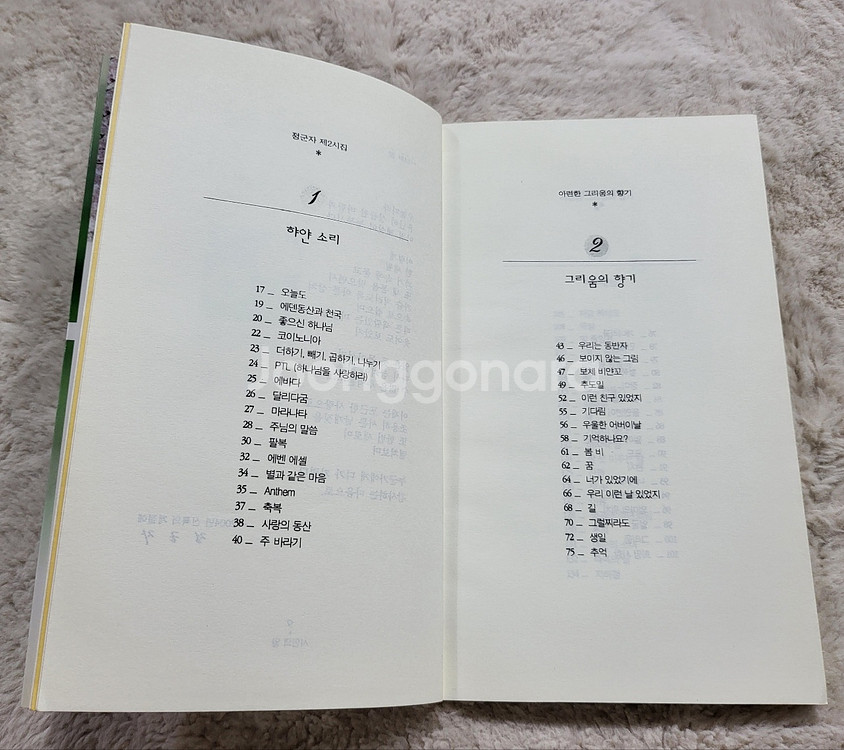 정군자 제2시집
*
1
햐얀 소리
17 _ 오늘도
19 _ 에덴동산과 천국
20 _ 좋으신 하나님
22 _ 코이노니아
23 _ 더하기, 빼기, 곱하기, 나누기
24 _ PTL (하나님을 사랑하라)
25 _ 에바다
26 _ 달리다굼
27 _ 마라나타
28 _ 주님의 말씀
30 _ 팔복
32 _ 에벤 에셀
34 _ 별과 같은 마음
35 _ Anthem
37 _ 축복
38 _ 사랑의 동산
40 _ 주 바라기
아련한 그리움의 향기
*
2
그리움의 향기
43 _ 우리는 동반자
46 _ 보이지 않는 그림
47 _ 보체 비얀꼬
49 _ 추도일
52 _ 이런 친구 있었지
55 _ 기다림
56 _ 우울한 어버이날
58 _ 기억하나요?
61 _ 봄 비
62 _ 꿈
64 _ 너가 있었기에
66 _ 우리 이런 날 있었지
68 _ 길
70 _ 그럴찌라도
72 _ 생일
75 _ 추억
joonggonara